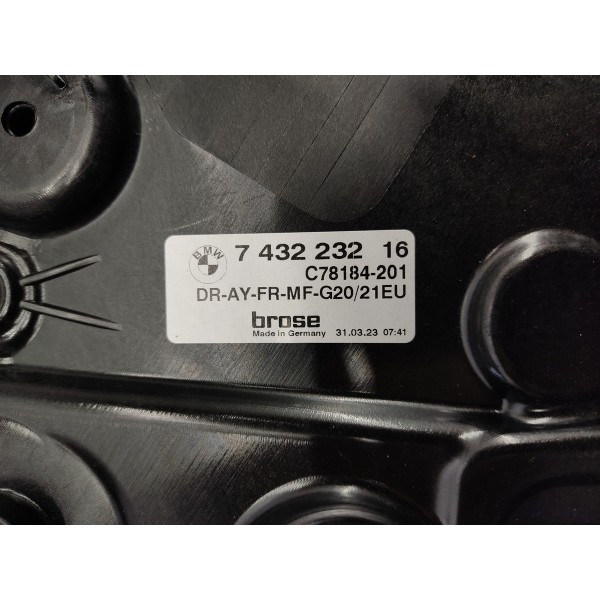 BMW
7 432 232 16
C78184-201
DR-AY-FR-MF-G20/21EU
brose
Made in Germany 31.03.23 07:41